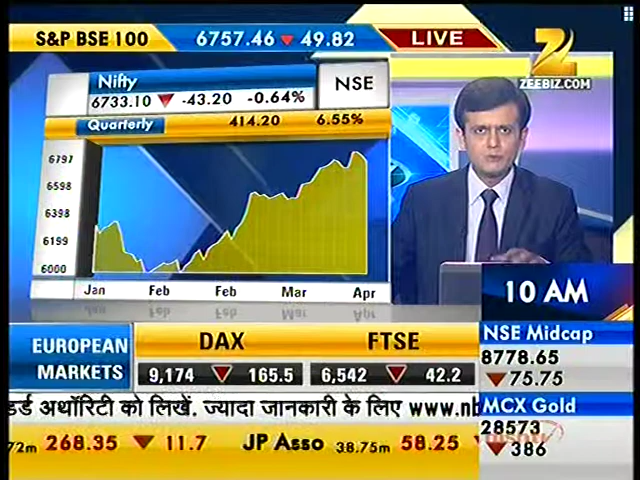 S&P BSE 100 6757.46 ▼ 49.82 LIVE
ZEEBIZ.COM
Nifty
NSE
6733.10 ▼ -43.20 -0.64%
Quarterly 414.20 6.55%
6797
6598
6398
6199
6000
Jan Feb Feb Mar Apr
10 AM
EUROPEAN MARKETS
DAX FTSE
9,174 ▼ 165.5 6,542 ▼ 42.2
NSE Midcap
8778.65
▼ 75.75
र्ड अथॉरिटी को लिखें. ज्यादा जानकारी के लिए www.nb
MCX Gold
28573
▼ 386
72m 268.35 ▼ 11.7 JP Asso 38.75m 58.25